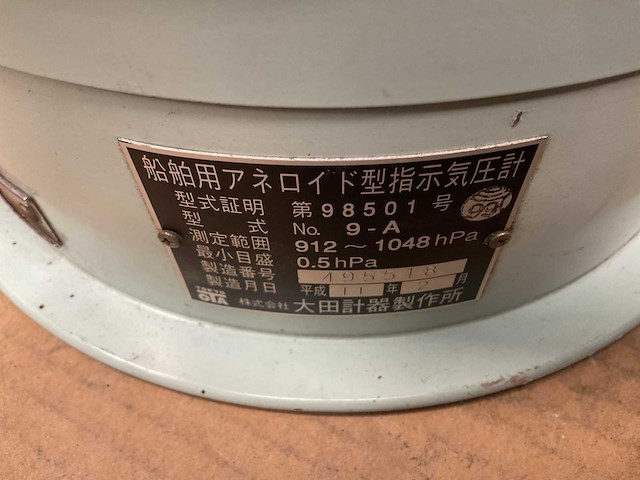 船舶用アネロイド型指示気圧計
型式証明 第98501号
型式 No. 9-A
測定範囲 912～1048hPa
最小目盛 0.5hPa
製造番号 495518
製造月日 平成11年2月
OTA 株式会社 大田計器製作所